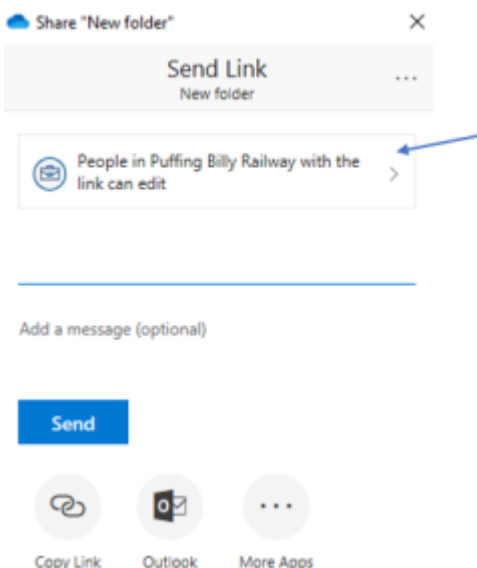 Share "New folder"
Send Link
New folder
People in Puffing Billy Railway with the
link can edit
Add a message (optional)
Send
Copy Link
Outlook
More Apps